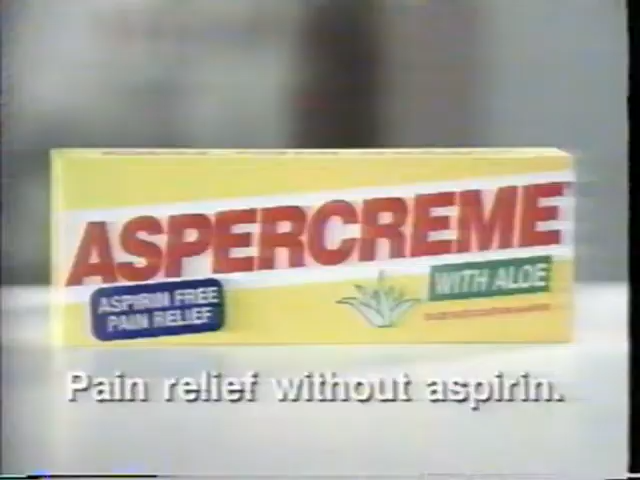 ASPERCREME
WITH ALOE
ASPIRIN FREE
PAIN RELIEF
Pain relief without aspirin.